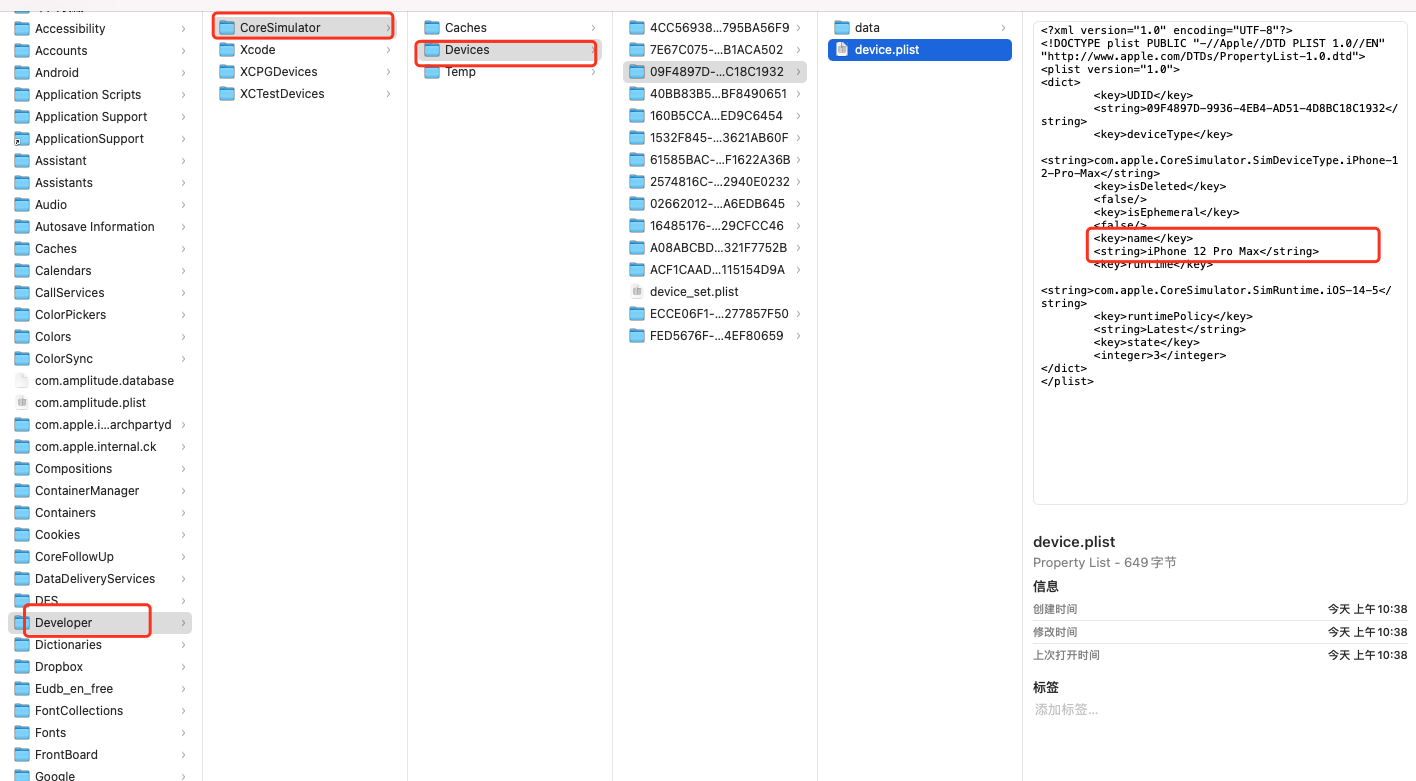 Accessibility
Accounts
Android
Application Scripts
Application Support
ApplicationSupport
Assistant
Assistants
Audio
Autosave Information
Caches
Calendars
CallServices
ColorPickers
Colors
ColorSync
com.amplitude.database
com.amplitude.plist
com.apple.i...archpartyd
com.apple.internal.ck
Compositions
ContainerManager
Containers
Cookies
CoreFollowUp
DataDeliveryServices
DES
Developer
Dictionaries
Dropbox
Eudb_en_free
FontCollections
Fonts
FrontBoard
Google
CoreSimulator
Xcode
XCPGDevices
XCTestDevices
Caches
Devices
Temp
4CC56938...795BA56F9
7E67C075-...B1ACA502
09F4897D-...C18C1932
40BB83B5...BF8490651
160B5CCA...ED9C6454
1532F845-...3621AB60F
61585BAC-...F1622A36B
2574816C-...2940E0232
02662012-...A6EDB645
16485176-...29CFCC46
A08ABCBD...321F7752B
ACF1CAAD...115154D9A
device_set.plist
ECCE06F1-...277857F50
FED5676F-...4EF80659
data
device.plist
<?xml version="1.0" encoding="UTF-8"?>
<!DOCTYPE plist PUBLIC "-//Apple//DTD PLIST 1.0//EN"
"http://www.apple.com/DTDs/PropertyList-1.0.dtd">
<plist version="1.0">
<dict>
<key>UDID</key>
<string>09F4897D-9936-4EB4-AD51-4D8BC18C1932</
string>
<key>deviceType</key>
<string>com.apple.CoreSimulator.SimDeviceType.iPhone-1
2-Pro-Max</string>
<key>isDeleted</key>
<false/>
<key>isEphemeral</key>
<false/>
<key>name</key>
<string>iPhone 12 Pro Max</string>
<key>runtime</key>
<string>com.apple.CoreSimulator.SimRuntime.iOS-14-5</
string>
<key>runtimePolicy</key>
<string>Latest</string>
<key>state</key>
<integer>3</integer>
</dict>
</plist>
device.plist
Property List - 649 字节
信息
创建时间 今天 上午10:38
修改时间 今天 上午10:38
上次打开时间 今天 上午10:38
标签
添加标签...